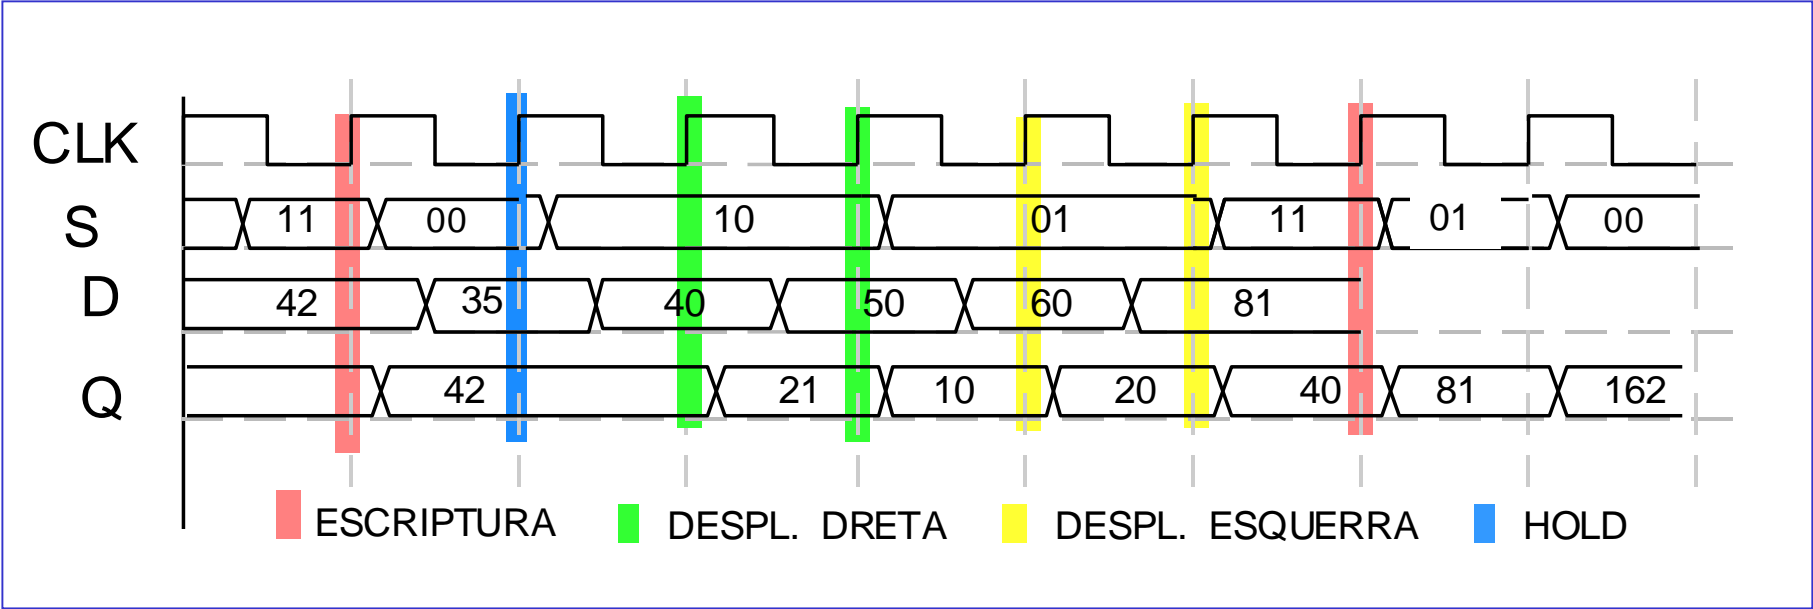 CLK
S 11 00 10 01 11 01 00
D 42 35 40 50 60 81
Q 42 21 10 20 40 81 162
ESCRIPTURA DESPL. DRETA DESPL. ESQUERRA HOLD